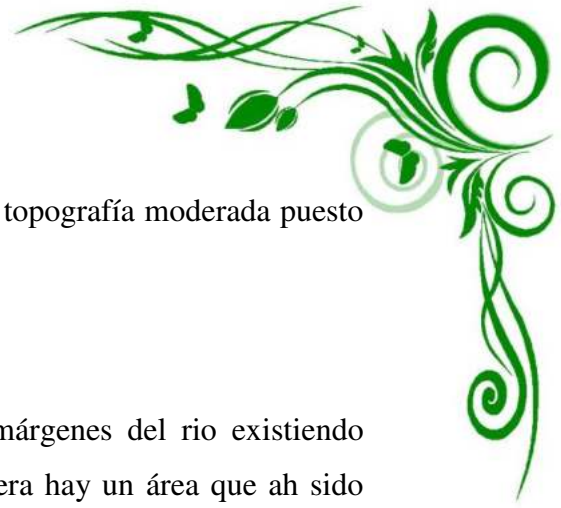 topografía moderada puesto
márgenes del rio existiendo
era hay un área que ah sido